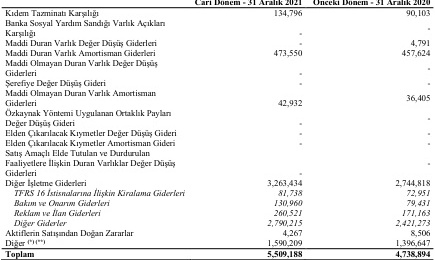 Cari Dönem - 31 Aralık 2021 Önceki Dönem - 31 Aralık 2020
Kıdem Tazminatı Karşılığı 134,796 90,103
Banka Sosyal Yardım Sandığı Varlık Açıkları
Karşılığı - -
Maddi Duran Varlık Değer Düşüş Giderleri - 4,791
Maddi Duran Varlık Amortisman Giderleri 473,550 457,624
Maddi Olmayan Duran Varlık Değer Düşüş
Giderleri - -
Şerefiye Değer Düşüş Gideri - -
Maddi Olmayan Duran Varlık Amortisman
Giderleri 42,932 36,405
Özkaynak Yöntemi Uygulanan Ortaklık Payları
Değer Düşüş Gideri - -
Elden Çıkarılacak Kıymetler Değer Düşüş Gideri - -
Elden Çıkarılacak Kıymetler Amortisman Gideri - -
Satış Amaçlı Elde Tutulan ve Durdurulan
Faaliyetlere İlişkin Duran Varlıklar Değer Düşüş
Giderleri - -
Diğer İşletme Giderleri 3,263,434 2,744,818
TFRS 16 İstisnalarına İlişkin Kiralama Giderleri 81,738 72,951
Bakım ve Onarım Giderleri 130,960 79,431
Reklam ve İlan Giderleri 260,521 171,163
Diğer Giderler 2,790,215 2,421,273
Aktiflerin Satışından Doğan Zararlar 4,267 8,506
Diğer (*) (**) 1,590,209 1,396,647
Toplam 5,509,188 4,738,894